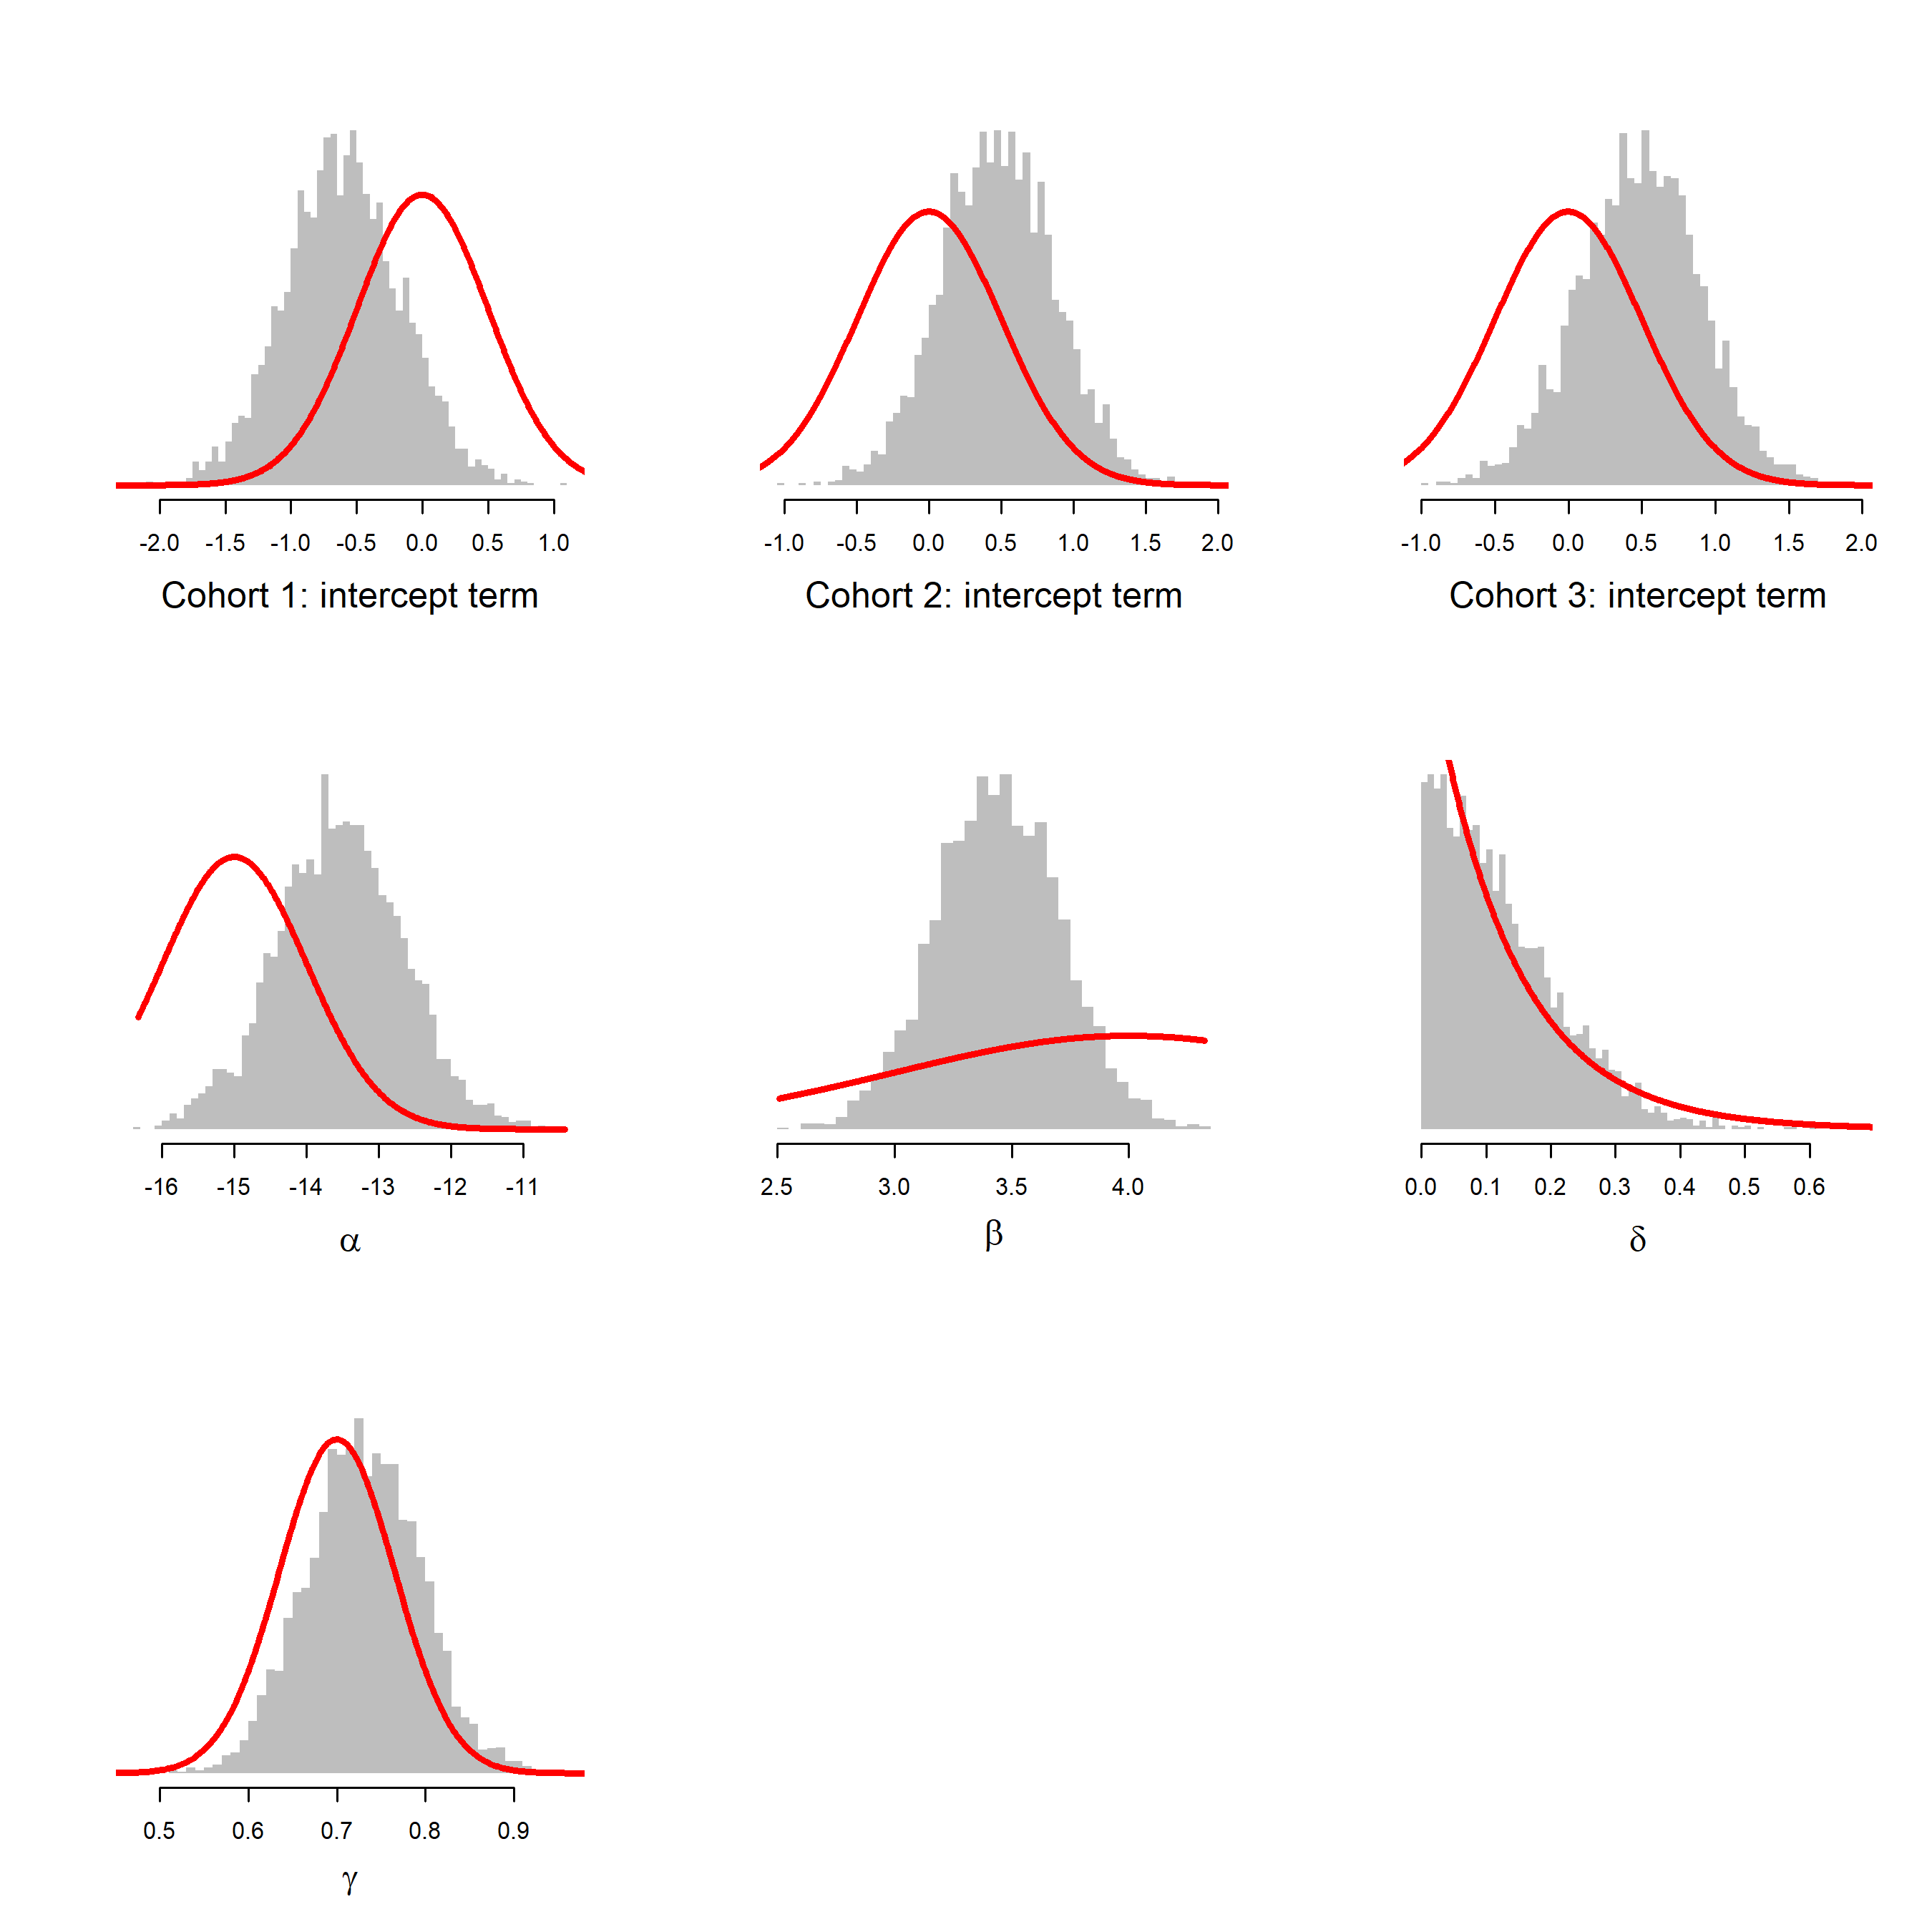 -2.0 -1.5 -1.0 -0.5 0.0 0.5 1.0
Cohort 1: intercept term
-1.0 -0.5 0.0 0.5 1.0 1.5 2.0
Cohort 2: intercept term
-1.0 -0.5 0.0 0.5 1.0 1.5 2.0
Cohort 3: intercept term
-16 -15 -14 -13 -12 -11
α
2.5 3.0 3.5 4.0
β
0.0 0.1 0.2 0.3 0.4 0.5 0.6
δ
0.5 0.6 0.7 0.8 0.9
γ